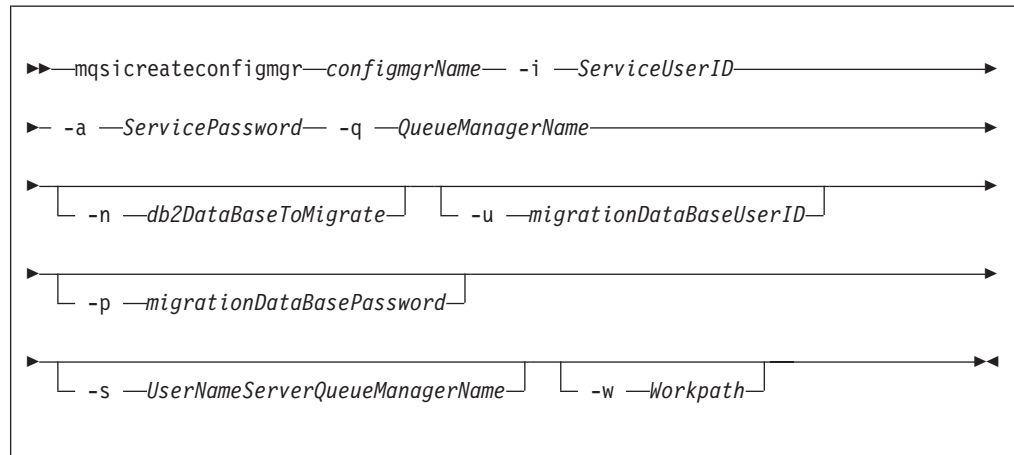 mqsicreateconfigmgr configmgrName -i ServiceUserID
-a ServicePassword -q QueueManagerName
-n db2DataBaseToMigrate -u migrationDataBaseUserID
-p migrationDataBasePassword
-s UserNameServerQueueManagerName -w Workpath